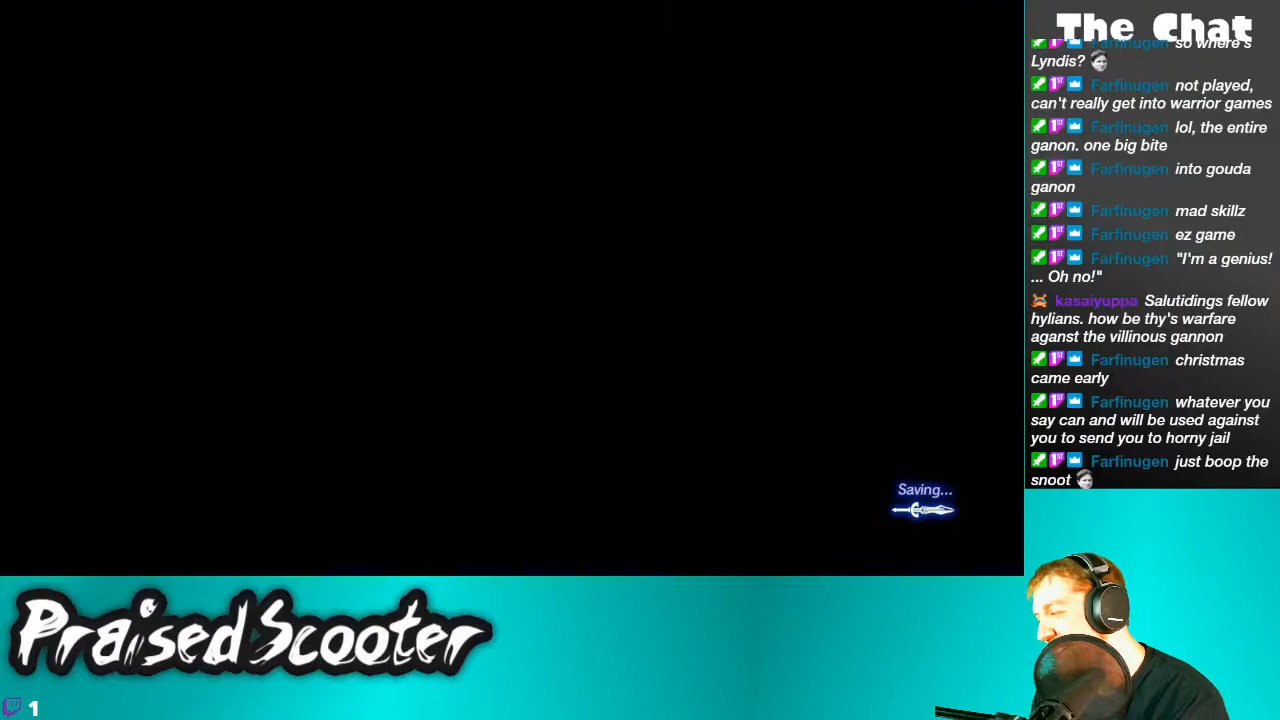 The Chat
Farfinugen so where's
Lyndis?
Farfinugen not played,
can't really get into warrior games
Farfinugen lol, the entire
ganon. one big bite
Farfinugen into gouda
ganon
Farfinugen mad skillz
Farfinugen ez game
Farfinugen "I'm a genius!
... Oh no!"
kasaiyuppa Salutidings fellow
hylians. how be thy's warfare
aganst the villinous gannon
Farfinugen christmas
came early
Farfinugen whatever you
say can and will be used against
you to send you to horny jail
Farfinugen just boop the
snoot
Saving...
PraisedScooter
1